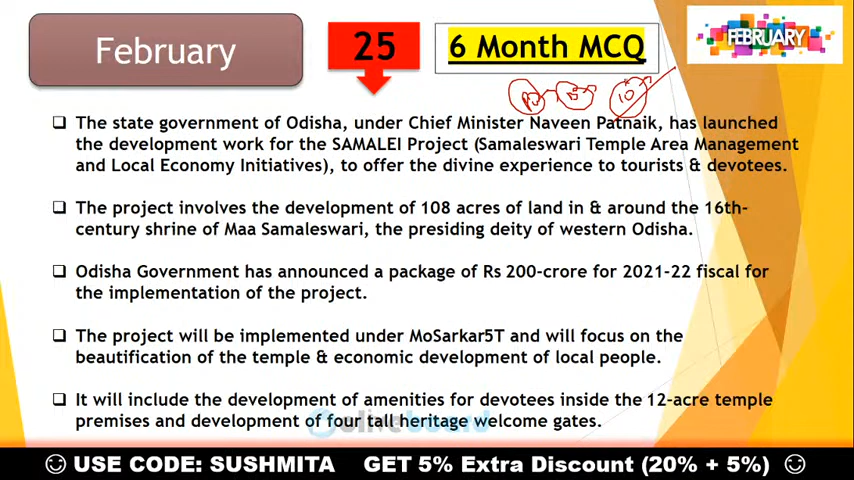 February
25
6 Month MCQ
FEBRUARY
10
❑ The state government of Odisha, under Chief Minister Naveen Patnaik, has launched
the development work for the SAMALEI Project (Samaleswari Temple Area Management
and Local Economy Initiatives), to offer the divine experience to tourists & devotees.
❑ The project involves the development of 108 acres of land in & around the 16th-
century shrine of Maa Samaleswari, the presiding deity of western Odisha.
❑ Odisha Government has announced a package of Rs 200-crore for 2021-22 fiscal for
the implementation of the project.
❑ The project will be implemented under MoSarkar5T and will focus on the
beautification of the temple & economic development of local people.
❑ It will include the development of amenities for devotees inside the 12-acre temple
premises and development of four tall heritage welcome gates.
oliveboard
☺ USE CODE: SUSHMITA GET 5% Extra Discount (20% + 5%) ☺